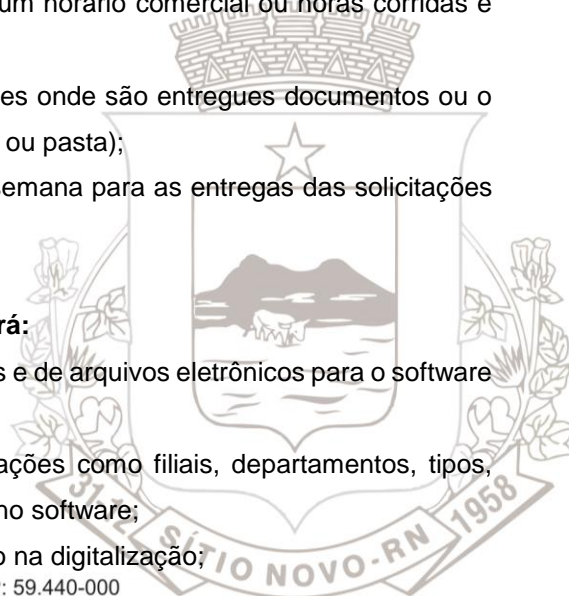 um horário comercial ou horas corridas e
es onde são entregues documentos ou o
ou pasta);
semana para as entregas das solicitações
rá:
s e de arquivos eletrônicos para o software
ações como filiais, departamentos, tipos,
no software;
o na digitalização;
31-12 SÍTIO NOVO-RN 1958
: 59.440-000